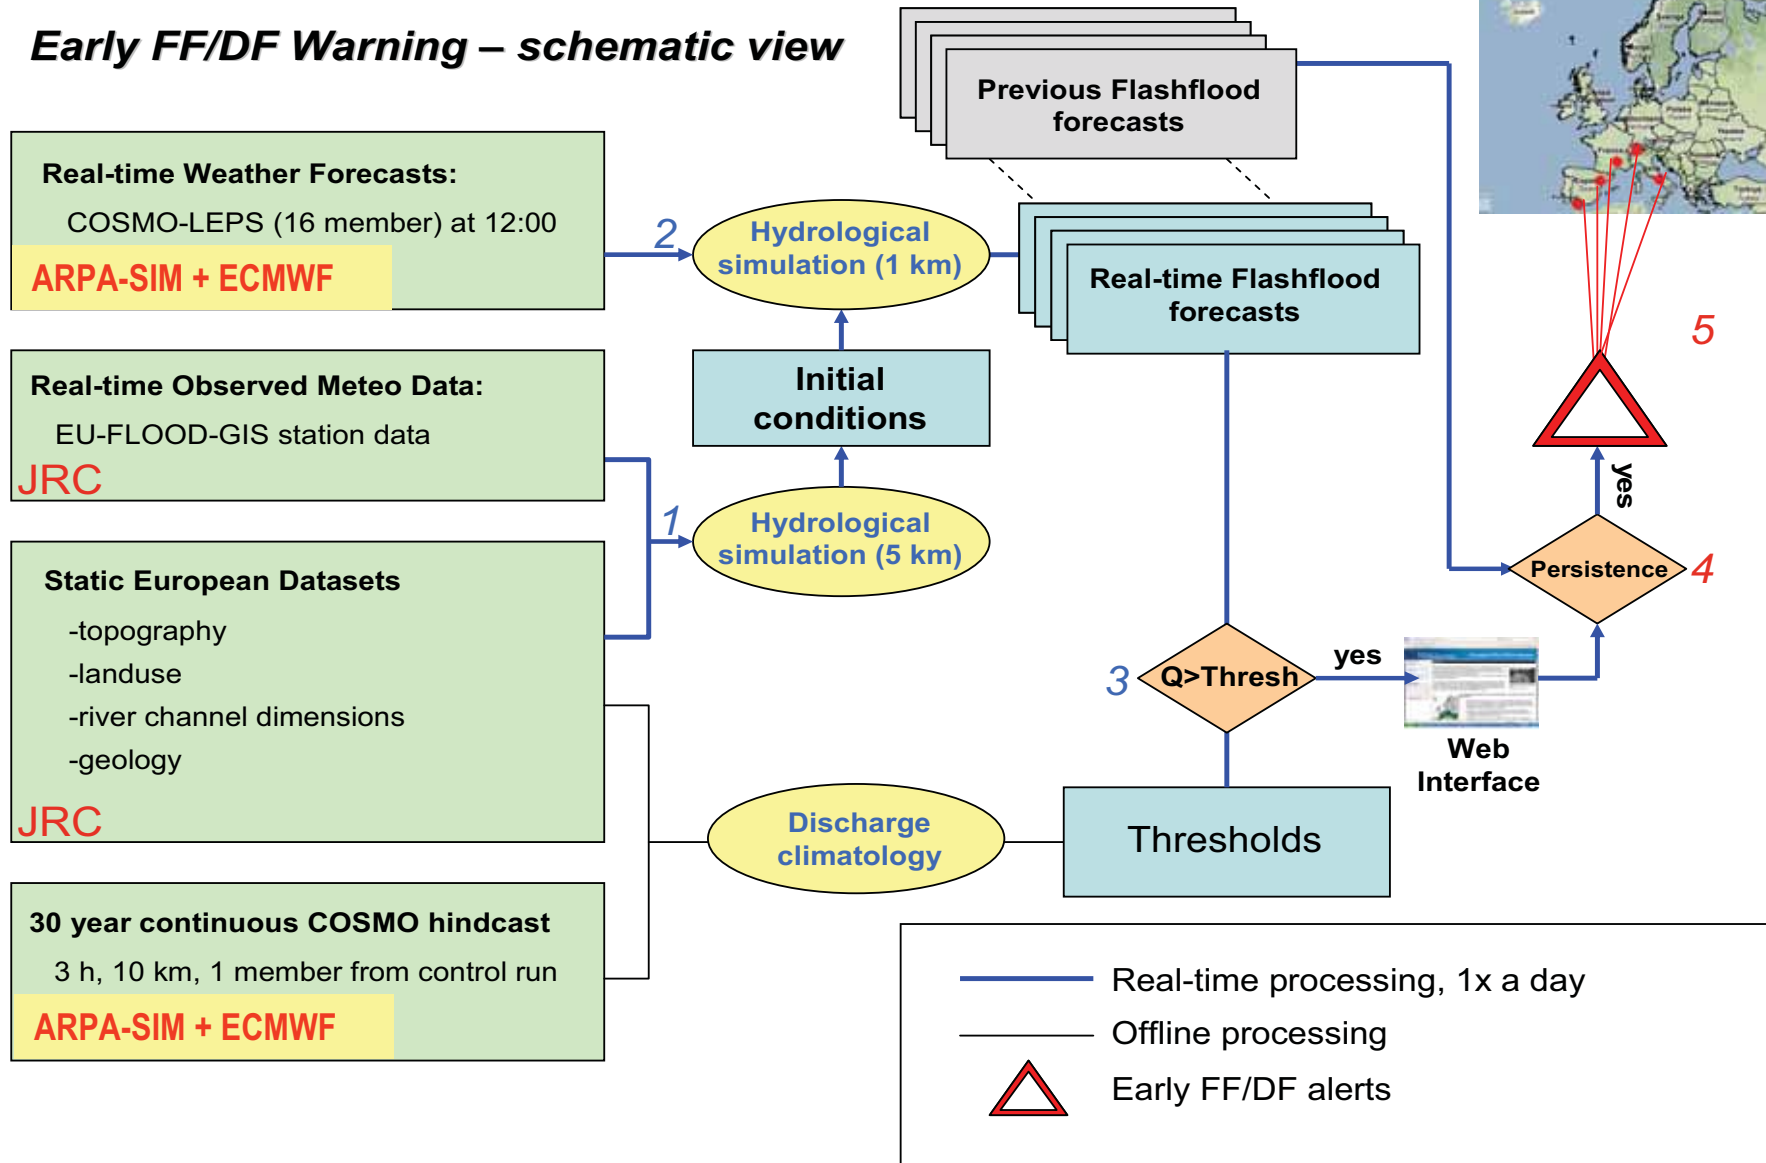 Early FF/DF Warning – schematic view
Real-time Weather Forecasts:
COSMO-LEPS (16 member) at 12:00
ARPA-SIM + ECMWF
Real-time Observed Meteo Data:
EU-FLOOD-GIS station data
JRC
Static European Datasets
-topography
-landuse
-river channel dimensions
-geology
JRC
30 year continuous COSMO hindcast
3 h, 10 km, 1 member from control run
ARPA-SIM + ECMWF
2
Hydrological
simulation (1 km)
Initial
conditions
1
Hydrological
simulation (5 km)
Discharge
climatology
Previous Flashflood
forecasts
Real-time Flashflood
forecasts
3
Q>Thresh
yes
Web
Interface
Thresholds
Persistence
4
yes
5
Real-time processing, 1x a day
Offline processing
Early FF/DF alerts